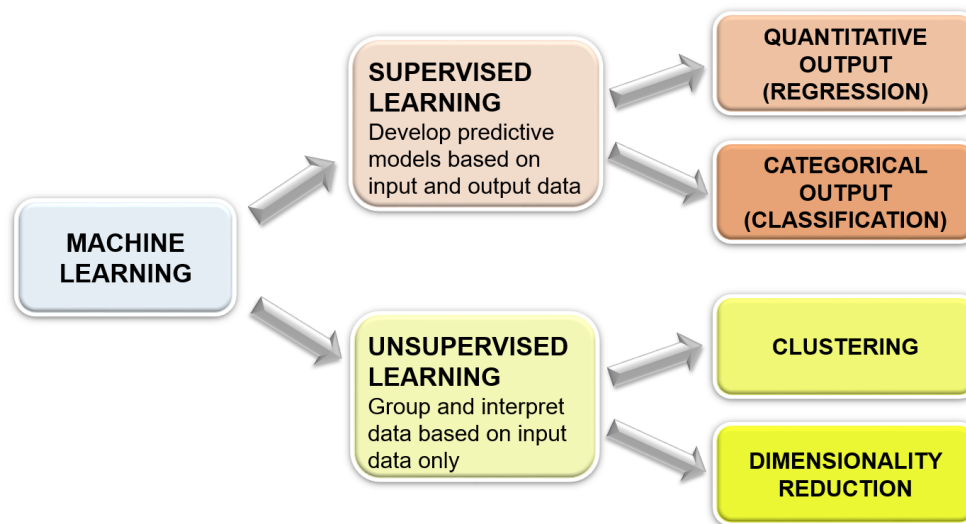 MACHINE
LEARNING
SUPERVISED
LEARNING
Develop predictive
models based on
input and output data
QUANTITATIVE
OUTPUT
(REGRESSION)
CATEGORICAL
OUTPUT
(CLASSIFICATION)
UNSUPERVISED
LEARNING
Group and interpret
data based on input
data only
CLUSTERING
DIMENSIONALITY
REDUCTION